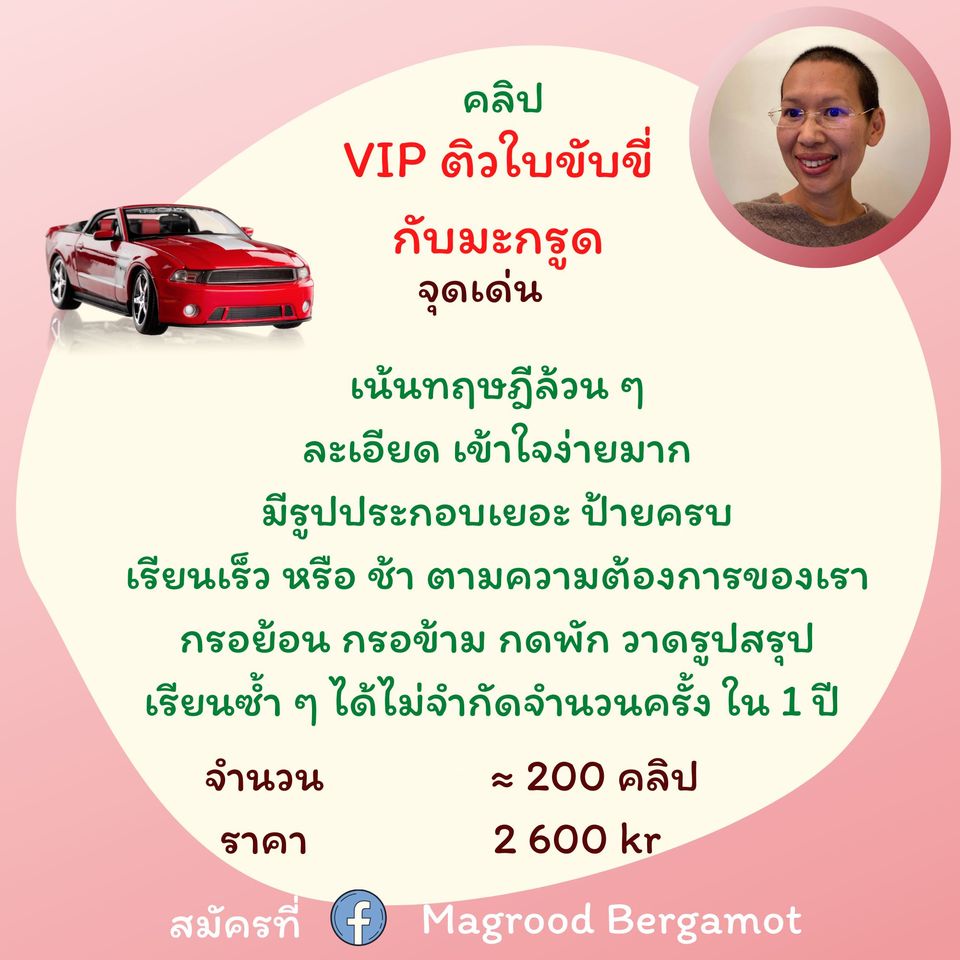 คลิป
VIP ติวใบขับขี่
กับมะกรูด
จุดเด่น
เน้นทฤษฎีล้วน ๆ
ละเอียด เข้าใจง่ายมาก
มีรูปประกอบเยอะ ป้ายครบ
เรียนเร็ว หรือ ช้า ตามความต้องการของเรา
กรอย้อน กรอข้าม กดพัก วาดรูปสรุป
เรียนซ้ำ ๆ ได้ไม่จำกัดจำนวนครั้ง ใน 1 ปี
จำนวน ≈ 200 คลิป
ราคา 2 600 kr
สมัครที่ f Magrood Bergamot